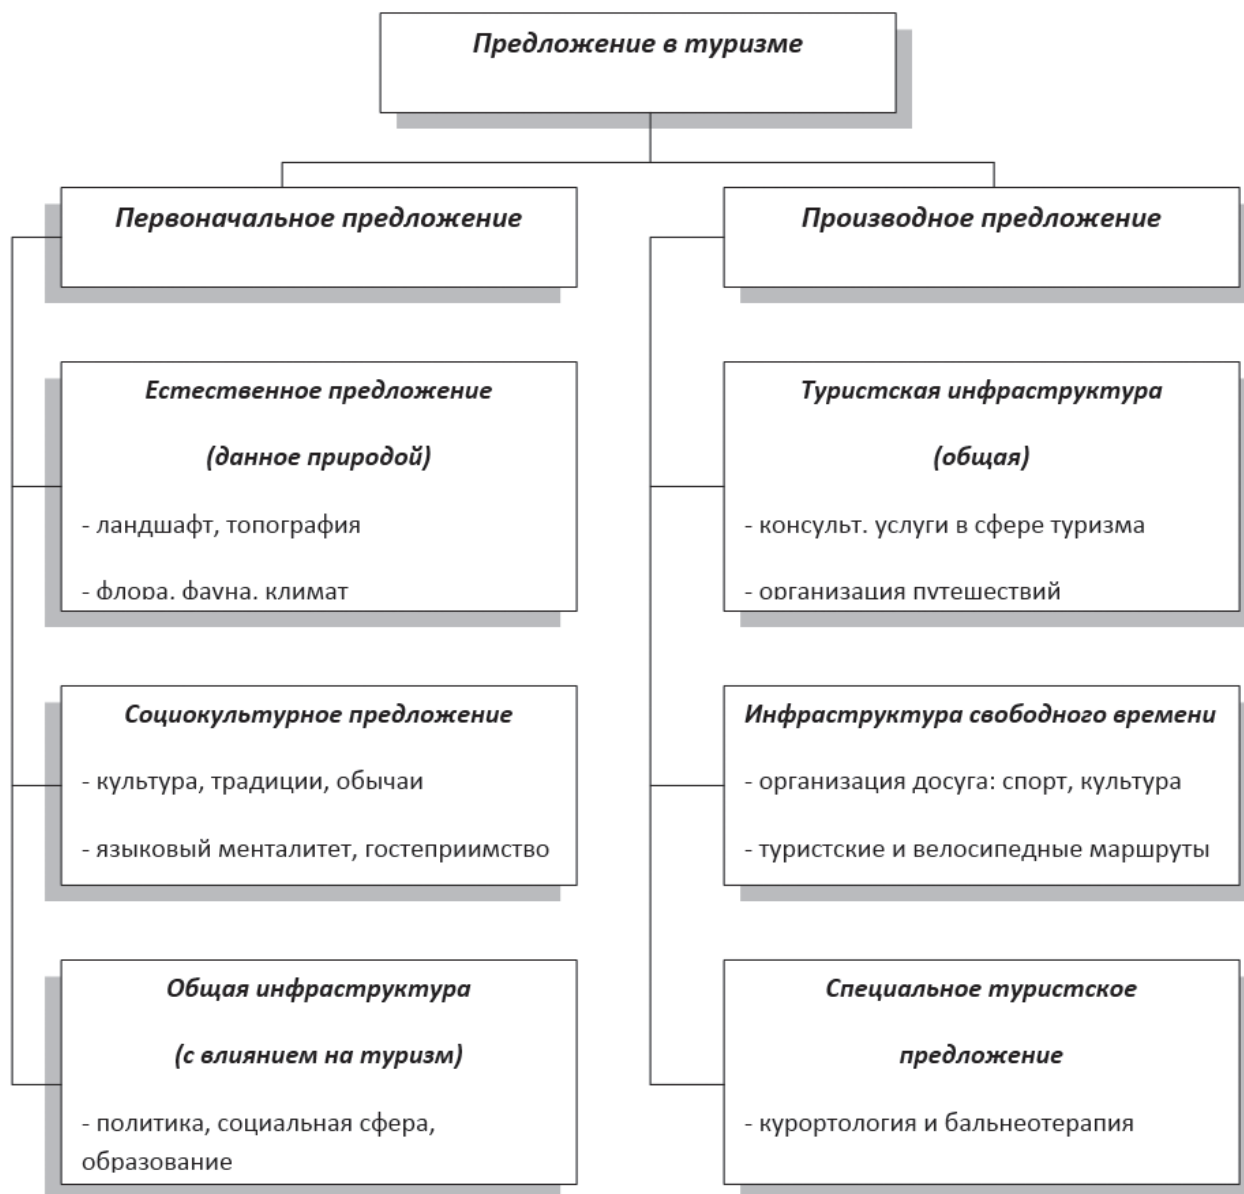 Предложение в туризме
Первоначальное предложение
Производное предложение
Естественное предложение
(данное природой)
- ландшафт, топография
- флора, фауна, климат
Туристская инфраструктура
(общая)
- консульт. услуги в сфере туризма
- организация путешествий
Социокультурное предложение
- культура, традиции, обычаи
- языковый менталитет, гостеприимство
Инфраструктура свободного времени
- организация досуга: спорт, культура
- туристские и велосипедные маршруты
Общая инфраструктура
(с влиянием на туризм)
- политика, социальная сфера,
образование
Специальное туристское
предложение
- курортология и бальнеотерапия